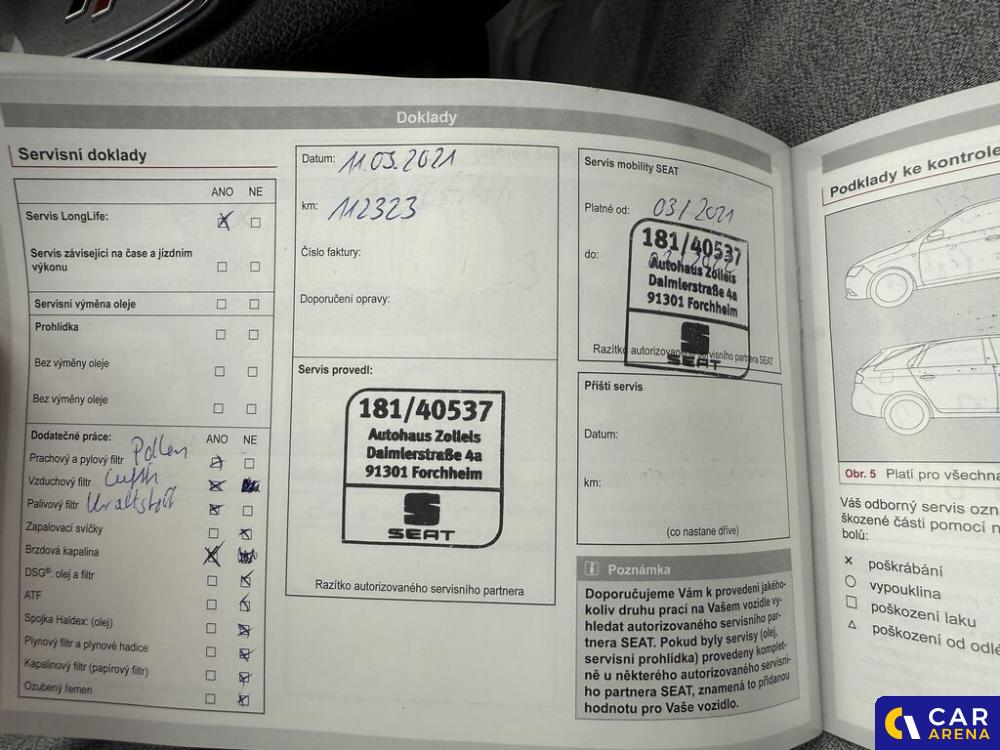 Doklady
Servisní doklady
ANO NE
Servis LongLife:
Servis závisející na čase a jízdním
výkonu
Servisní výměna oleje
Prohlídka
Bez výměny oleje
Bez výměny oleje
Dodatečné práce: ANO NE
Prachový a pylový filtr Pollen
Vzduchový filtr Luft
Palivový filtr Kraftstoff
Zapalovací svíčky
Brzdová kapalina
DSG®: olej a filtr
ATF
Spojka Haldex: (olej)
Plynový filtr a plynové hadice
Kapalinový filtr (papírový filtr)
Ozubený řemen
Datum: 11.03.2021
km: 112323
Číslo faktury:
Doporučení opravy:
Servis provedl:
181/40537
Autohaus Zolleis
Daimlerstraße 4a
91301 Forchheim
SEAT
Razítko autorizovaného servisního partnera
Servis mobility SEAT
Platné od: 03/2021
do:
181/40537
Autohaus Zolleis
Daimlerstraße 4a
91301 Forchheim
SEAT
Razítko autorizovaného servisního partnera SEAT
Příští servis
Datum:
km:
(co nastane dříve)
i Poznámka
Doporučujeme Vám k provedení jakého-
koliv druhu prací na Vašem vozidle vy-
hledat autorizovaného servisního par-
tnera SEAT. Pokud byly servisy (olej,
servisní prohlídka) provedeny komplet-
ně u některého autorizovaného servisní-
ho partnera SEAT, znamená to přidanou
hodnotu pro Vaše vozidlo.
Podklady ke kontrole
Obr. 5 Platí pro všechna
Váš odborný servis ozn
škozené části pomocí n
bolů:
× poškrábání
○ vypouklina
□ poškození laku
△ poškození od odlé
CAR
ARENA